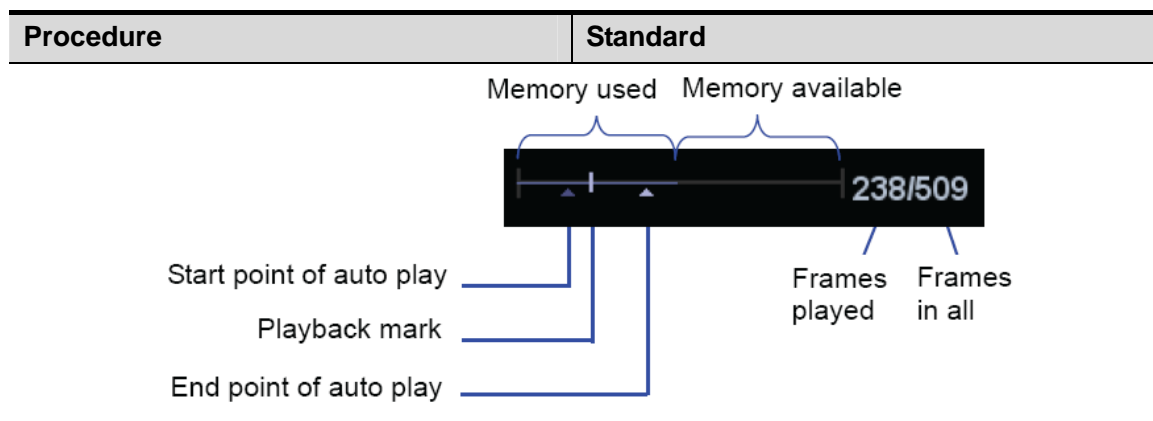 Procedure Standard
Memory used Memory available
238/509
Start point of auto play
Frames played
Frames in all
Playback mark
End point of auto play